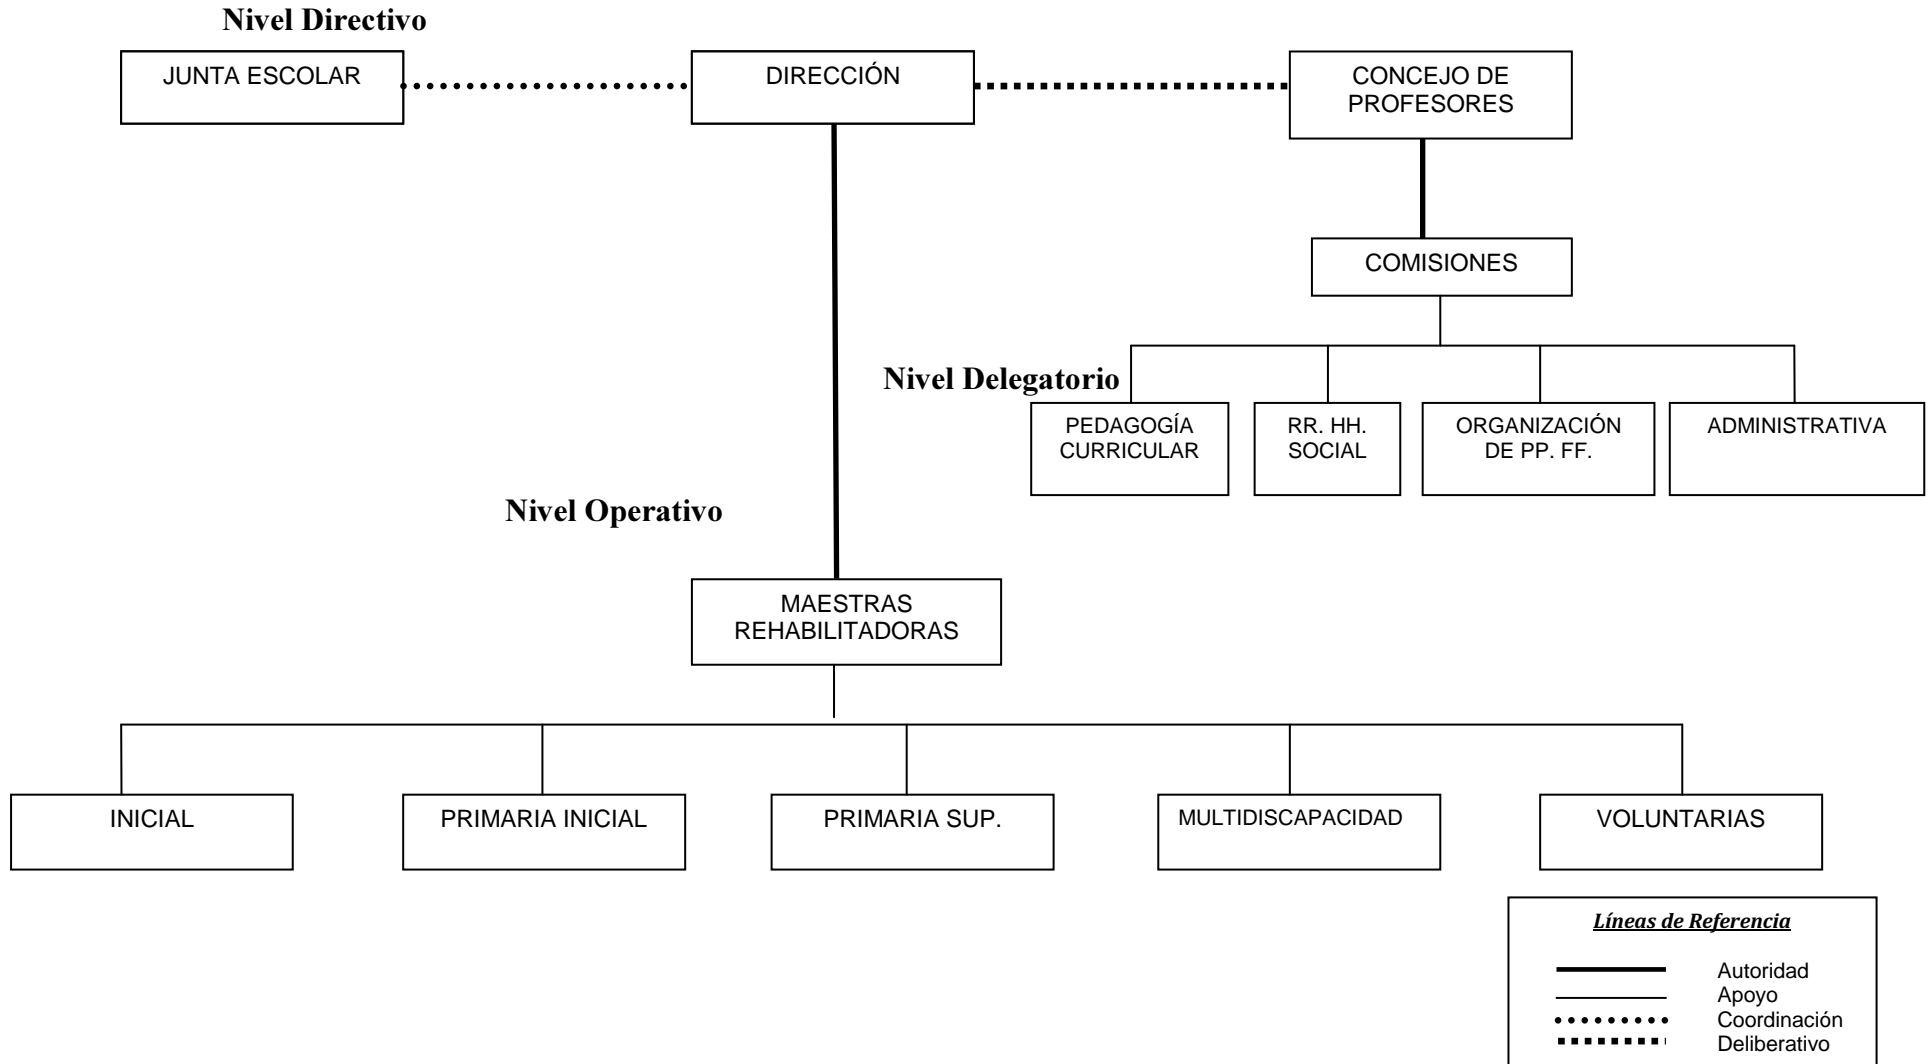 Nivel Directivo
JUNTA ESCOLAR
DIRECCIÓN
CONCEJO DE
PROFESORES
COMISIONES
Nivel Delegatorio
PEDAGOGÍA
CURRICULAR
RR. HH.
SOCIAL
ORGANIZACIÓN
DE PP. FF.
ADMINISTRATIVA
Nivel Operativo
MAESTRAS
REHABILITADORAS
INICIAL
PRIMARIA INICIAL
PRIMARIA SUP.
MULTIDISCAPACIDAD
VOLUNTARIAS
Líneas de Referencia
Autoridad
Apoyo
Coordinación
Deliberativo